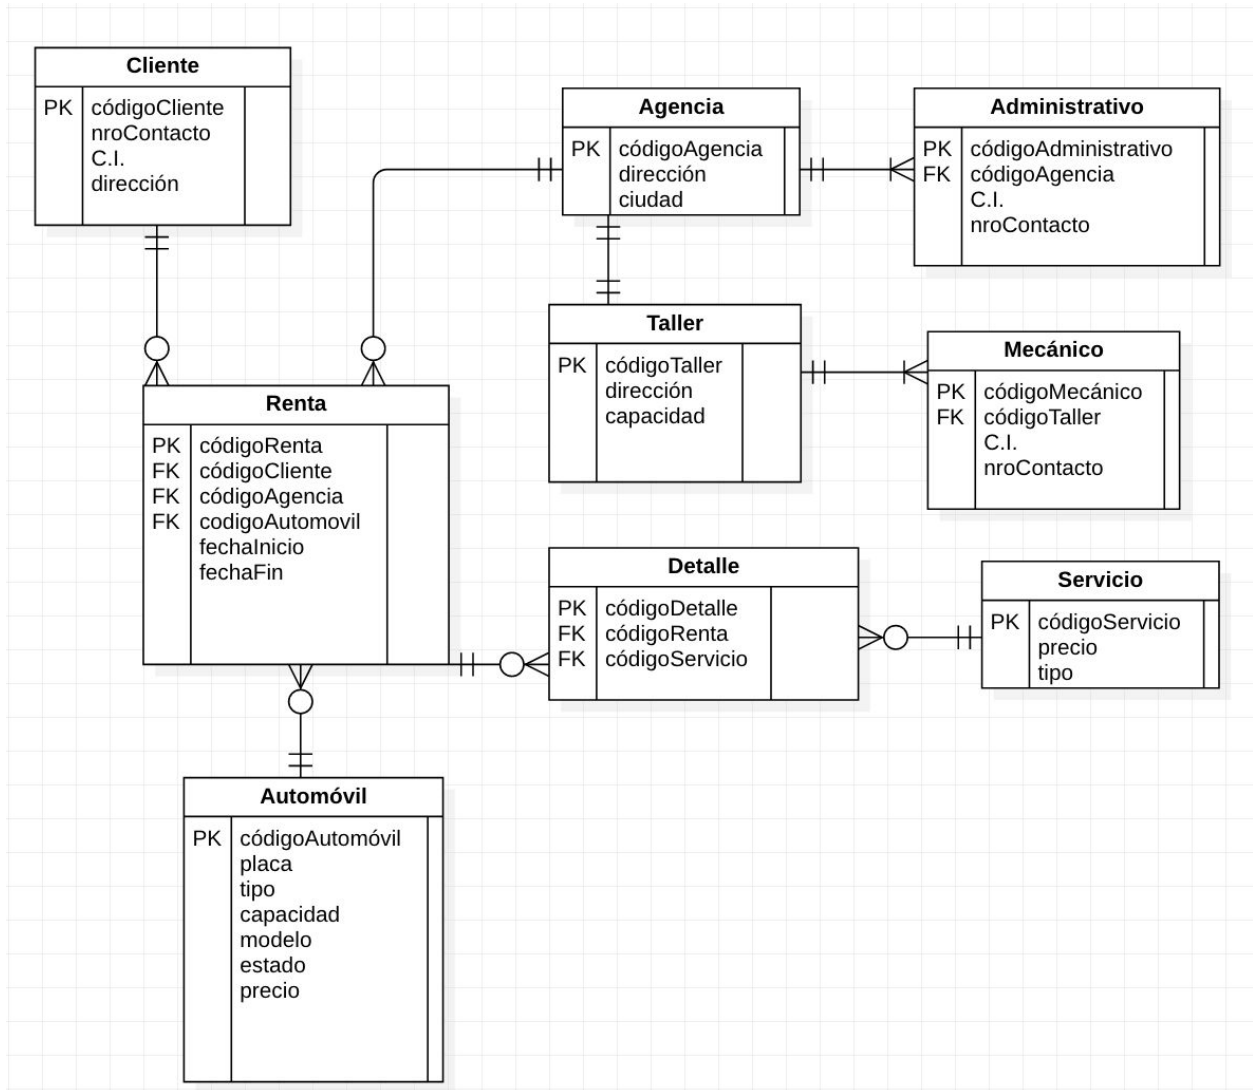 Cliente
PK códigoCliente
nroContacto
C.I.
dirección
Agencia
PK códigoAgencia
dirección
ciudad
Administrativo
PK códigoAdministrativo
FK códigoAgencia
C.I.
nroContacto
Taller
PK códigoTaller
dirección
capacidad
Mecánico
PK códigoMecánico
FK códigoTaller
C.I.
nroContacto
Renta
PK códigoRenta
FK códigoCliente
FK códigoAgencia
FK codigoAutomovil
fechaInicio
fechaFin
Detalle
PK códigoDetalle
FK códigoRenta
FK códigoServicio
Servicio
PK códigoServicio
precio
tipo
Automóvil
PK códigoAutomóvil
placa
tipo
capacidad
modelo
estado
precio